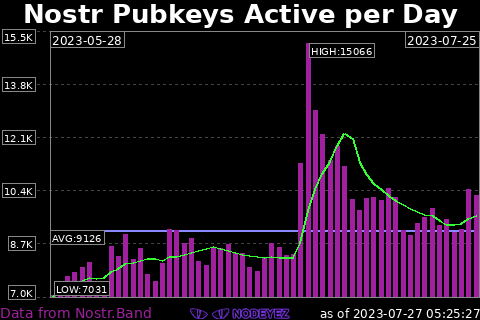 Nostr Pubkeys Active per Day
15.5K
2023-05-28
2023-07-25
HIGH:15066
13.8K
12.1K
10.4K
AVG:9126
8.7K
LOW:7031
7.0K
Data from Nostr.Band
NODEYEZ
as of 2023-07-27 05:25:27